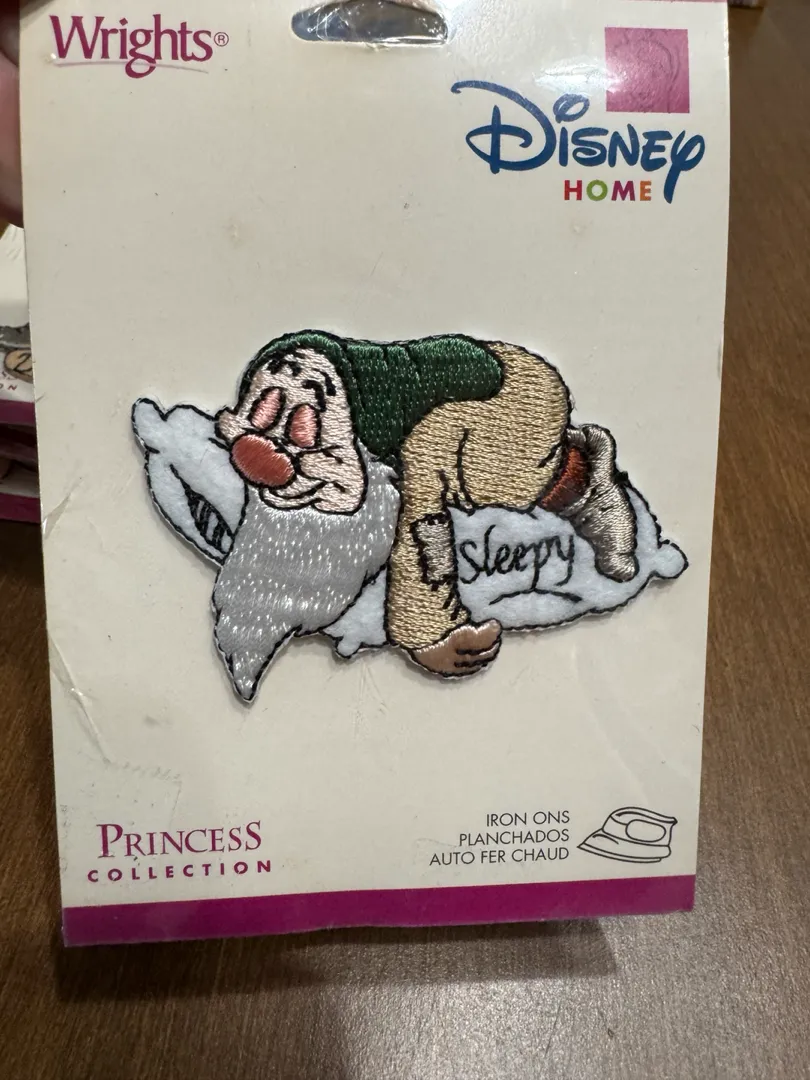 Wrights®
Disney
HOME
Sleepy
PRINCESS
COLLECTION
IRON ONS
PLANCHADOS
AUTO FER CHAUD